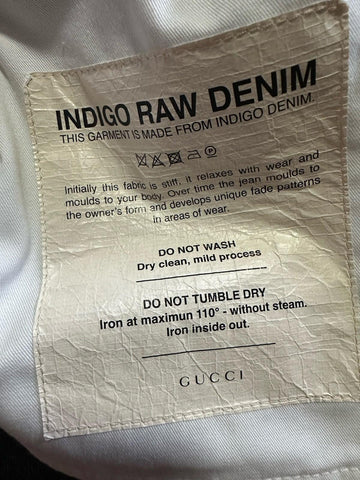 INDIGO RAW DENIM
THIS GARMENT IS MADE FROM INDIGO DENIM.
Initially this fabric is stiff, it relaxes with wear and
moulds to your body. Over time the jean moulds to
the owner's form and develops unique fade patterns
in areas of wear.
DO NOT WASH
Dry clean, mild process
DO NOT TUMBLE DRY
Iron at maximun 110° - without steam.
Iron inside out.
GUCCI